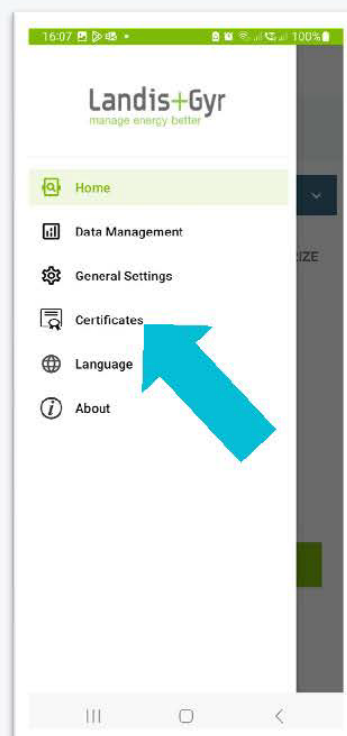 16:07 100%
Landis+Gyr
manage energy better
Home
Data Management
IZE
General Settings
Certificates
Language
About